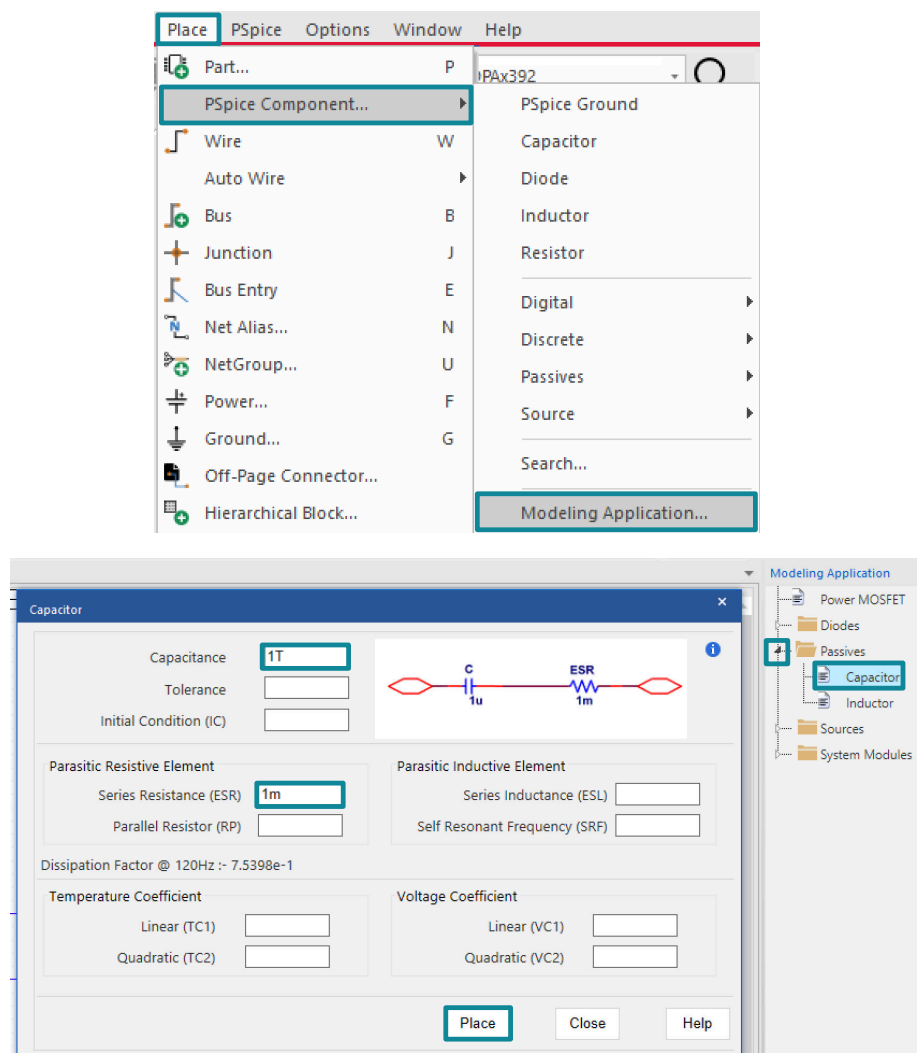 Place PSpice Options Window Help
Part... P
PAx392
PSpice Component...
PSpice Ground
Wire W
Capacitor
Auto Wire
Diode
Bus B
Inductor
Junction J
Resistor
Bus Entry E
Digital
Net Alias... N
Discrete
NetGroup... U
Passives
Power... F
Source
Ground... G
Search...
Off-Page Connector...
Hierarchical Block...
Modeling Application...
Modeling Application
Power MOSFET
Diodes
Passives
Capacitor
Inductor
Sources
System Modules
Capacitor ×
Capacitance 1T
Tolerance
Initial Condition (IC)
C
1u
ESR
1m
Parasitic Resistive Element
Series Resistance (ESR) 1m
Parallel Resistor (RP)
Parasitic Inductive Element
Series Inductance (ESL)
Self Resonant Frequency (SRF)
Dissipation Factor @ 120Hz :- 7.5398e-1
Temperature Coefficient
Linear (TC1)
Quadratic (TC2)
Voltage Coefficient
Linear (VC1)
Quadratic (VC2)
Place Close Help